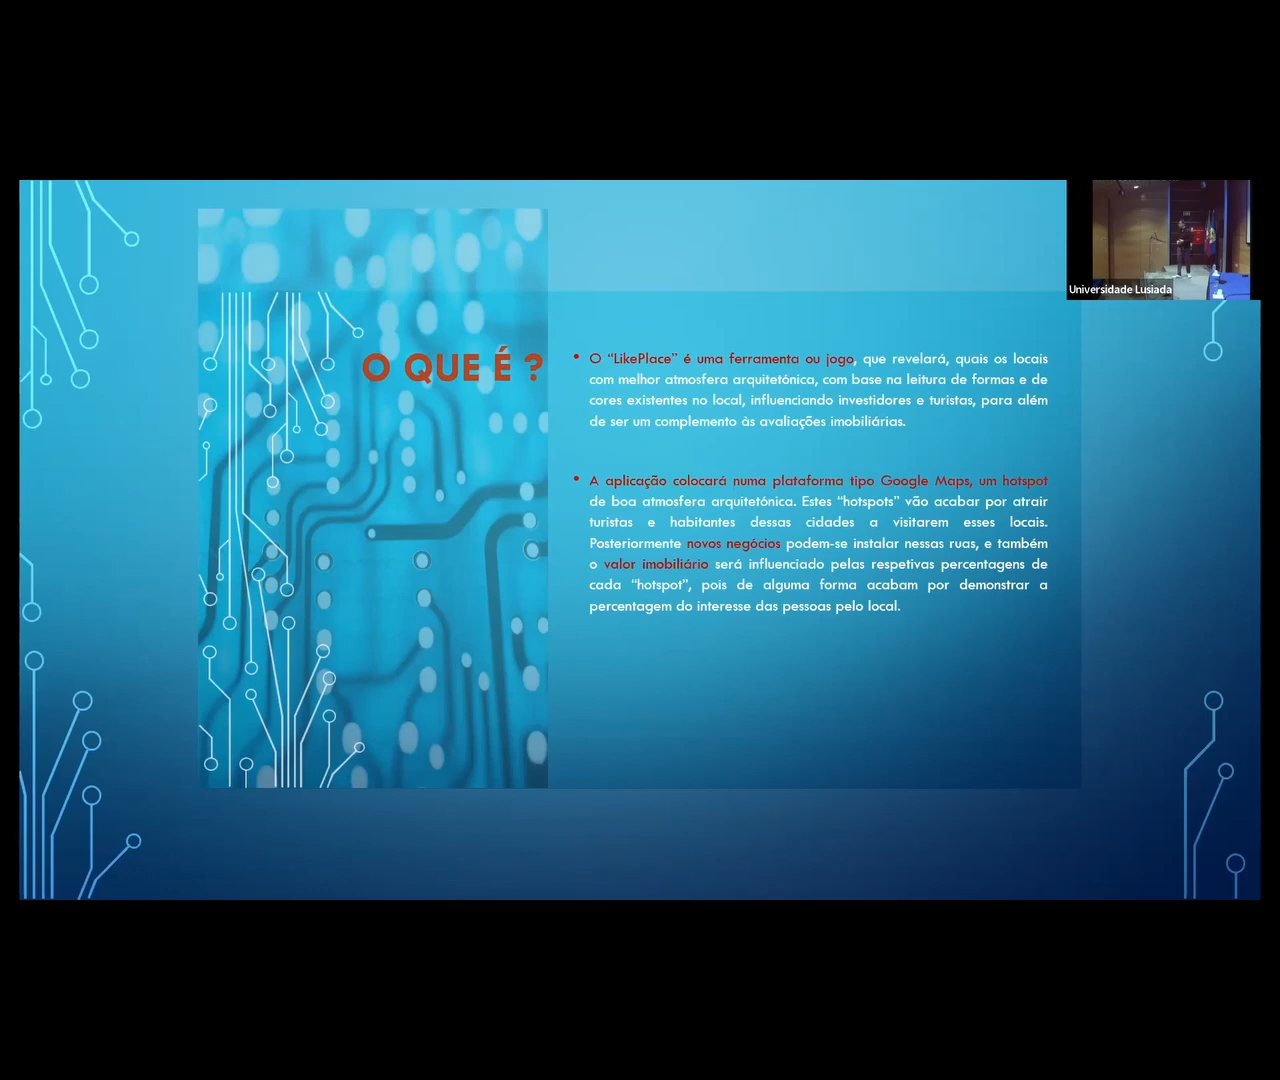 Universidade Lusiada
O QUE É ?
• O “LikePlace” é uma ferramenta ou jogo, que revelará, quais os locais
com melhor atmosfera arquitetónica, com base na leitura de formas e de
cores existentes no local, influenciando investidores e turistas, para além
de ser um complemento às avaliações imobiliárias.
• A aplicação colocará numa plataforma tipo Google Maps, um hotspot
de boa atmosfera arquitetónica. Estes “hotspots” vão acabar por atrair
turistas e habitantes dessas cidades a visitarem esses locais.
Posteriormente novos negócios podem-se instalar nessas ruas, e também
o valor imobiliário será influenciado pelas respetivas percentagens de
cada “hotspot”, pois de alguma forma acabam por demonstrar a
percentagem do interesse das pessoas pelo local.